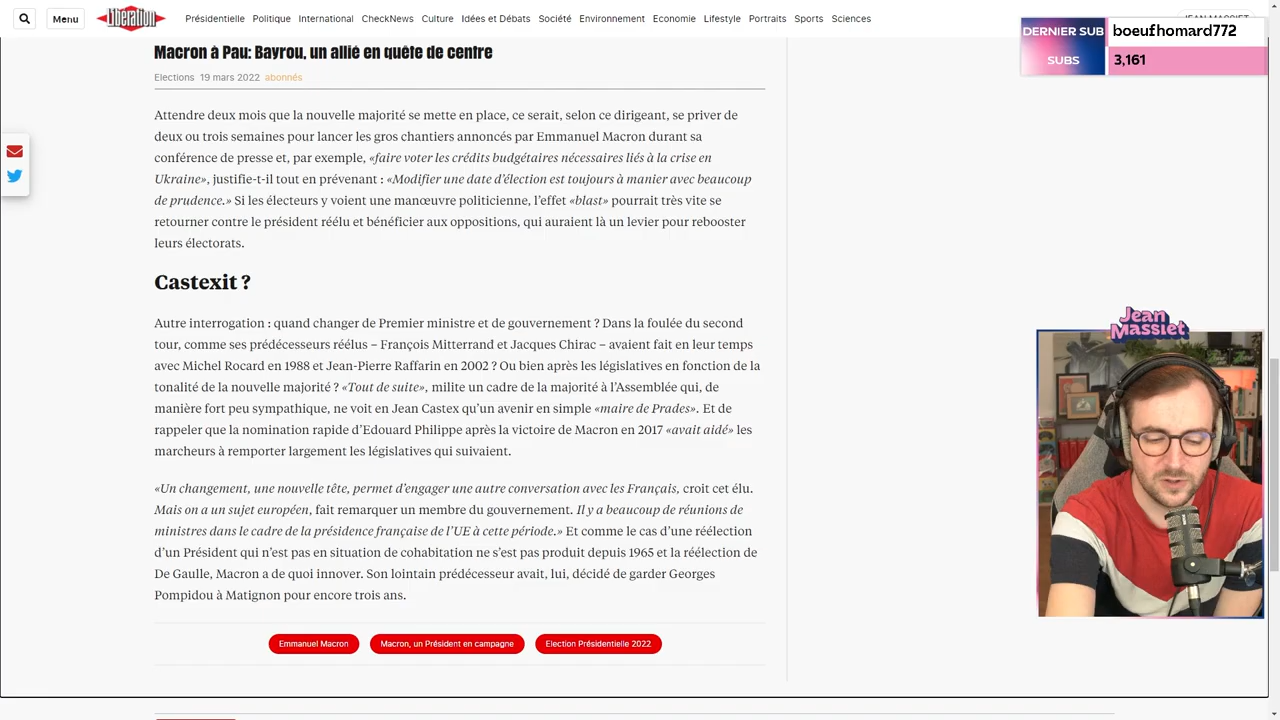 Menu
Libération
Présidentielle Politique International CheckNews Culture Idées et Débats Société Environnement Economie Lifestyle Portraits Sports Sciences
JEAN MASSIET
DERNIER SUB boeufhomard772
SUBS 3,161
Macron à Pau: Bayrou, un allié en quête de centre
Elections 19 mars 2022 abonnés
Attendre deux mois que la nouvelle majorité se mette en place, ce serait, selon ce dirigeant, se priver de
deux ou trois semaines pour lancer les gros chantiers annoncés par Emmanuel Macron durant sa
conférence de presse et, par exemple, «faire voter les crédits budgétaires nécessaires liés à la crise en
Ukraine», justifie-t-il tout en prévenant : «Modifier une date d’élection est toujours à manier avec beaucoup
de prudence.» Si les électeurs y voient une manœuvre politicienne, l’effet «blast» pourrait très vite se
retourner contre le président réélu et bénéficier aux oppositions, qui auraient là un levier pour rebooster
leurs électorats.
Castexit ?
Autre interrogation : quand changer de Premier ministre et de gouvernement ? Dans la foulée du second
tour, comme ses prédécesseurs réélus – François Mitterrand et Jacques Chirac – avaient fait en leur temps
avec Michel Rocard en 1988 et Jean-Pierre Raffarin en 2002 ? Ou bien après les législatives en fonction de la
tonalité de la nouvelle majorité ? «Tout de suite», milite un cadre de la majorité à l’Assemblée qui, de
manière fort peu sympathique, ne voit en Jean Castex qu’un avenir en simple «maire de Prades». Et de
rappeler que la nomination rapide d’Edouard Philippe après la victoire de Macron en 2017 «avait aidé» les
marcheurs à remporter largement les législatives qui suivaient.
«Un changement, une nouvelle tête, permet d’engager une autre conversation avec les Français, croit cet élu.
Mais on a un sujet européen, fait remarquer un membre du gouvernement. Il y a beaucoup de réunions de
ministres dans le cadre de la présidence française de l’UE à cette période.» Et comme le cas d’une réélection
d’un Président qui n’est pas en situation de cohabitation ne s’est pas produit depuis 1965 et la réélection de
De Gaulle, Macron a de quoi innover. Son lointain prédécesseur avait, lui, décidé de garder Georges
Pompidou à Matignon pour encore trois ans.
Emmanuel Macron Macron, un Président en campagne Election Présidentielle 2022
Jean
Massiet